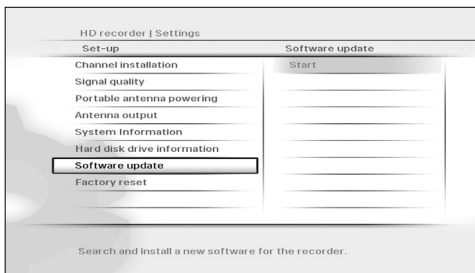 HD recorder | Settings
Set-up
Software update
Channel installation
Start
Signal quality
Portable antenna powering
Antenna output
System Information
Hard disk drive information
Software update
Factory reset
Search and install a new software for the recorder.